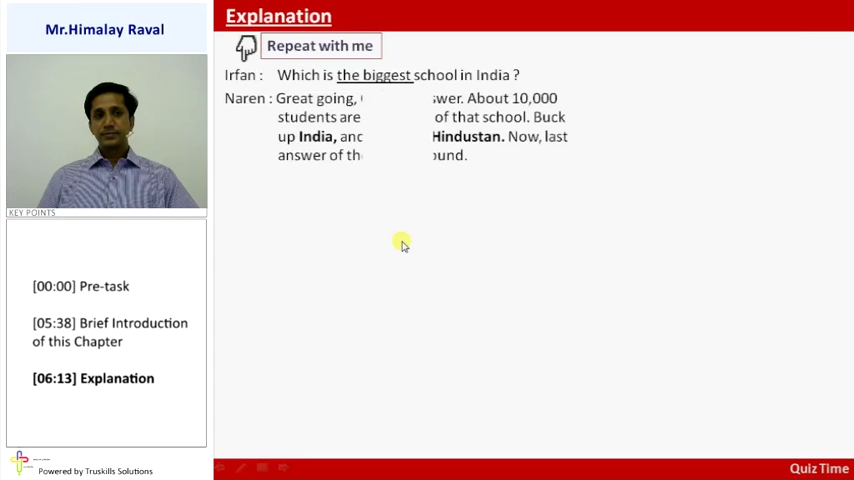 Mr.Himalay Raval
Explanation
Repeat with me
Irfan : Which is the biggest school in India ?
Naren : Great going, swer. About 10,000
students are of that school. Buck
up India, and Hindustan. Now, last
answer of the ound.
KEY POINTS
[00:00] Pre-task
[05:38] Brief Introduction
of this Chapter
[06:13] Explanation
Powered by Truskills Solutions
Quiz Time